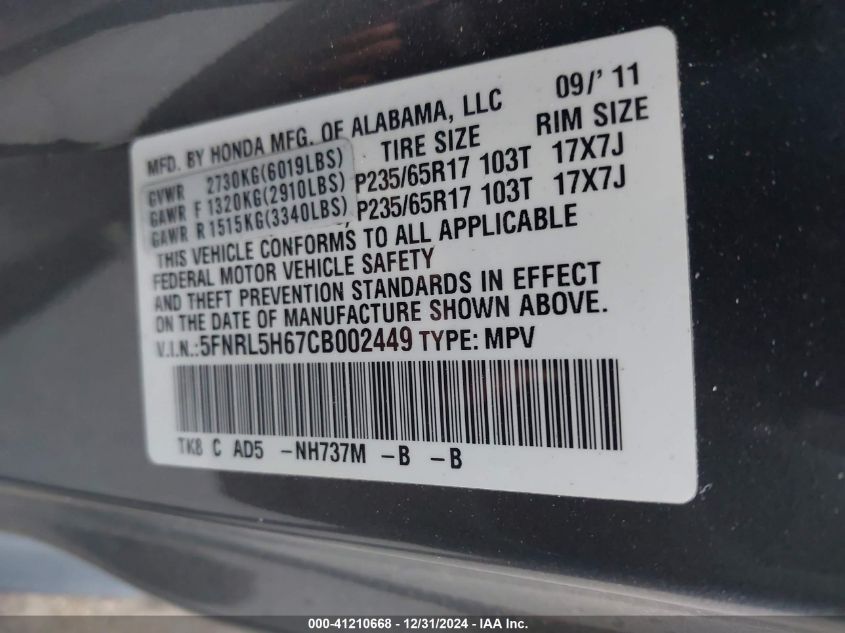 MFD. BY HONDA MFG. OF ALABAMA, LLC 09/' 11
TIRE SIZE RIM SIZE
GVWR 2730KG(6019LBS)
GAWR F 1320KG(2910LBS) P235/65R17 103T 17X7J
GAWR R 1515KG(3340LBS) P235/65R17 103T 17X7J
THIS VEHICLE CONFORMS TO ALL APPLICABLE
FEDERAL MOTOR VEHICLE SAFETY
AND THEFT PREVENTION STANDARDS IN EFFECT
ON THE DATE OF MANUFACTURE SHOWN ABOVE.
V.I.N.:5FNRL5H67CB002449 TYPE: MPV
TK8 C AD5 -NH737M -B -B
000-41210668 - 12/31/2024 - IAA Inc.